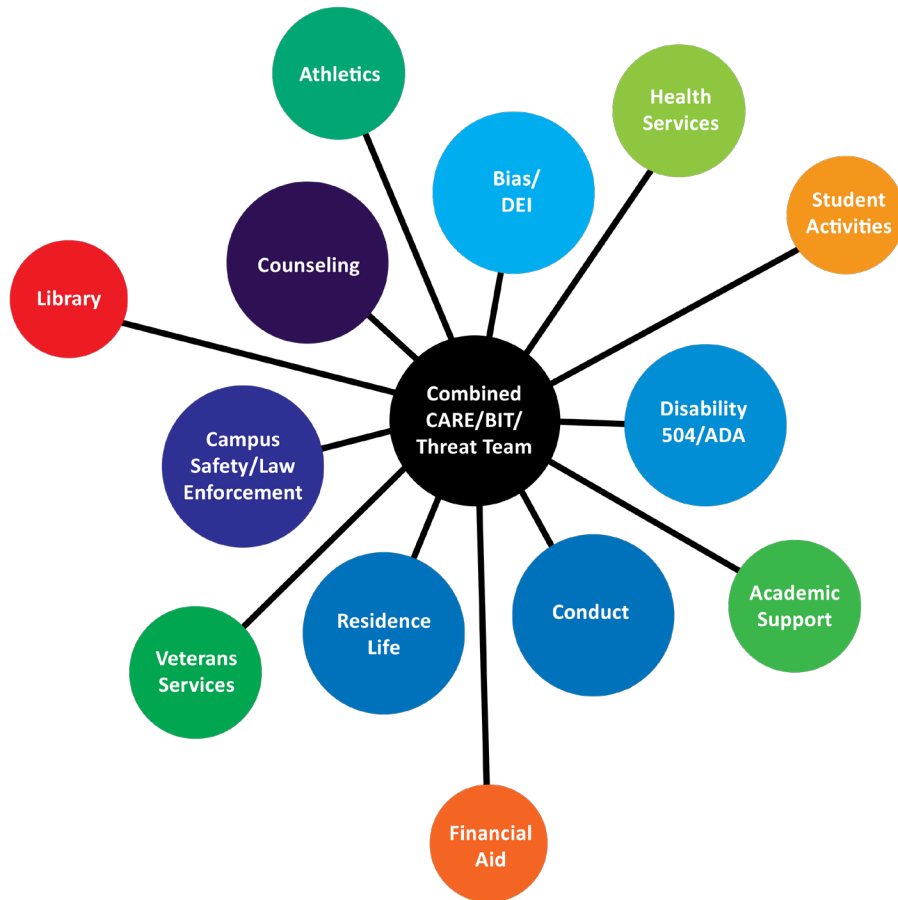 Athletics
Health
Services
Bias/
DEI
Student
Activities
Counseling
Library
Combined
CARE/BIT/
Threat Team
Disability
504/ADA
Campus
Safety/Law
Enforcement
Residence
Life
Conduct
Academic
Support
Veterans
Services
Financial
Aid